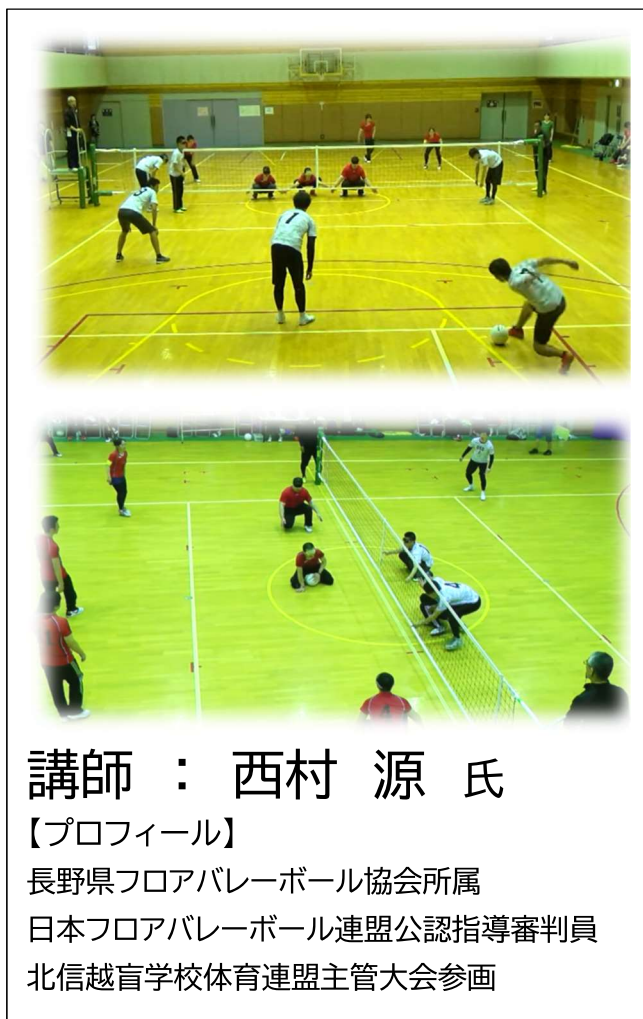 講師 : 西村 源 氏
【プロフィール】
長野県フロアバレーボール協会所属
日本フロアバレーボール連盟公認指導審判員
北信越盲学校体育連盟主管大会参画